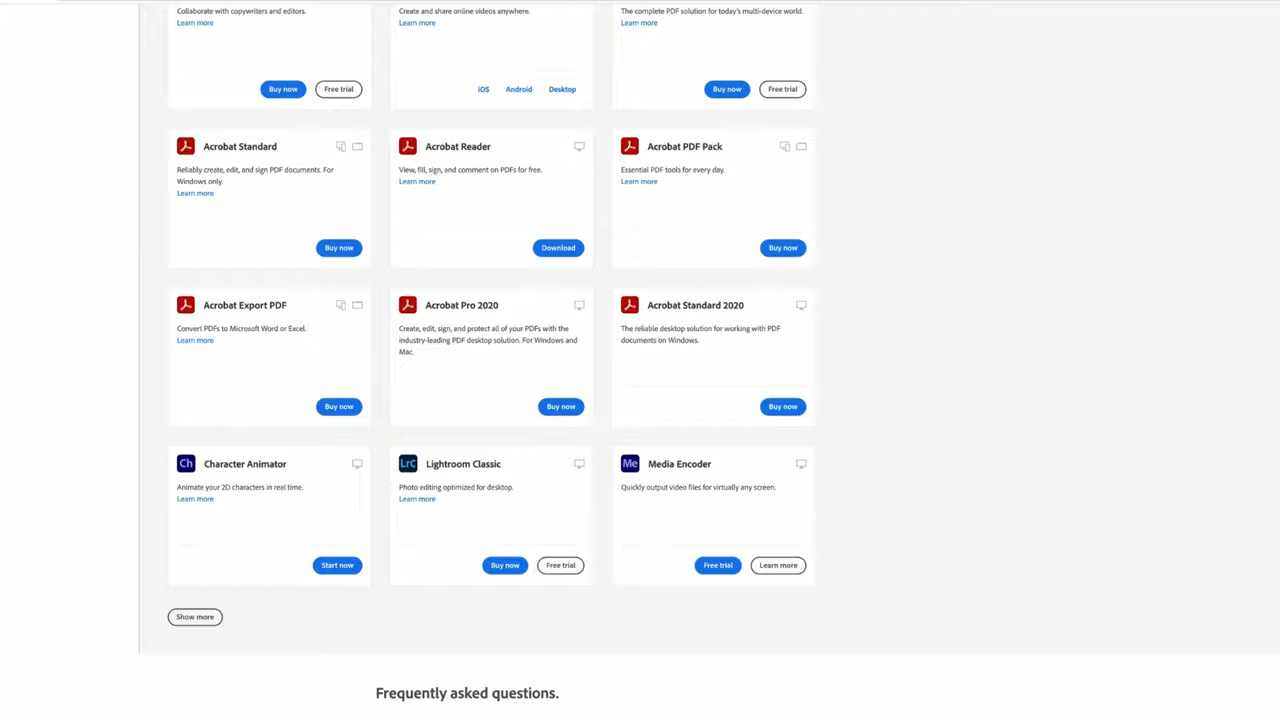 Collaborate with copywriters and editors.
Learn more
Buy now
Free trial
Create and share online videos anywhere.
Learn more
iOS
Android
Desktop
The complete PDF solution for today's multi-device world.
Learn more
Buy now
Free trial
Acrobat Standard
Reliably create, edit, and sign PDF documents. For
Windows only.
Learn more
Buy now
Acrobat Reader
View, fill, sign, and comment on PDFs for free.
Learn more
Download
Acrobat PDF Pack
Essential PDF tools for every day.
Learn more
Buy now
Acrobat Export PDF
Convert PDFs to Microsoft Word or Excel.
Learn more
Buy now
Acrobat Pro 2020
Create, edit, sign, and protect all of your PDFs with the
industry-leading PDF desktop solution. For Windows and
Mac.
Buy now
Acrobat Standard 2020
The reliable desktop solution for working with PDF
documents on Windows.
Buy now
Ch
Character Animator
Animate your 2D characters in real time.
Learn more
Start now
LrC
Lightroom Classic
Photo editing optimized for desktop.
Learn more
Buy now
Free trial
Me
Media Encoder
Quickly output video files for virtually any screen.
Free trial
Learn more
Show more
Frequently asked questions.